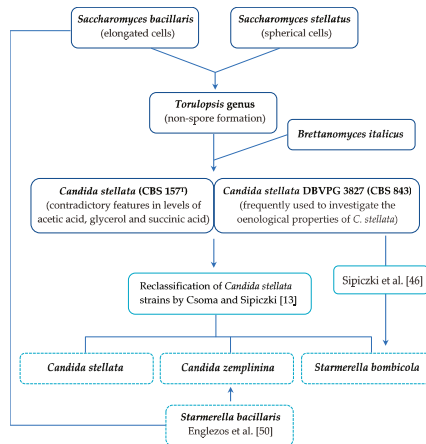 Saccharomyces bacillaris
(elongated cells)
Saccharomyces stellatus
(spherical cells)
Torulopsis genus
(non-spore formation)
Brettanomyces italicus
Candida stellata (CBS 157ᵀ)
(contradictory features in levels of
acetic acid, glycerol and succinic acid)
Candida stellata DBVPG 3827 (CBS 843)
(frequently used to investigate the
oenological properties of C. stellata)
Reclassification of Candida stellata
strains by Csoma and Sipiczki [13]
Sipiczki et al. [46]
Candida stellata
Candida zemplinina
Starmerella bombicola
Starmerella bacillaris
Englezos et al. [50]